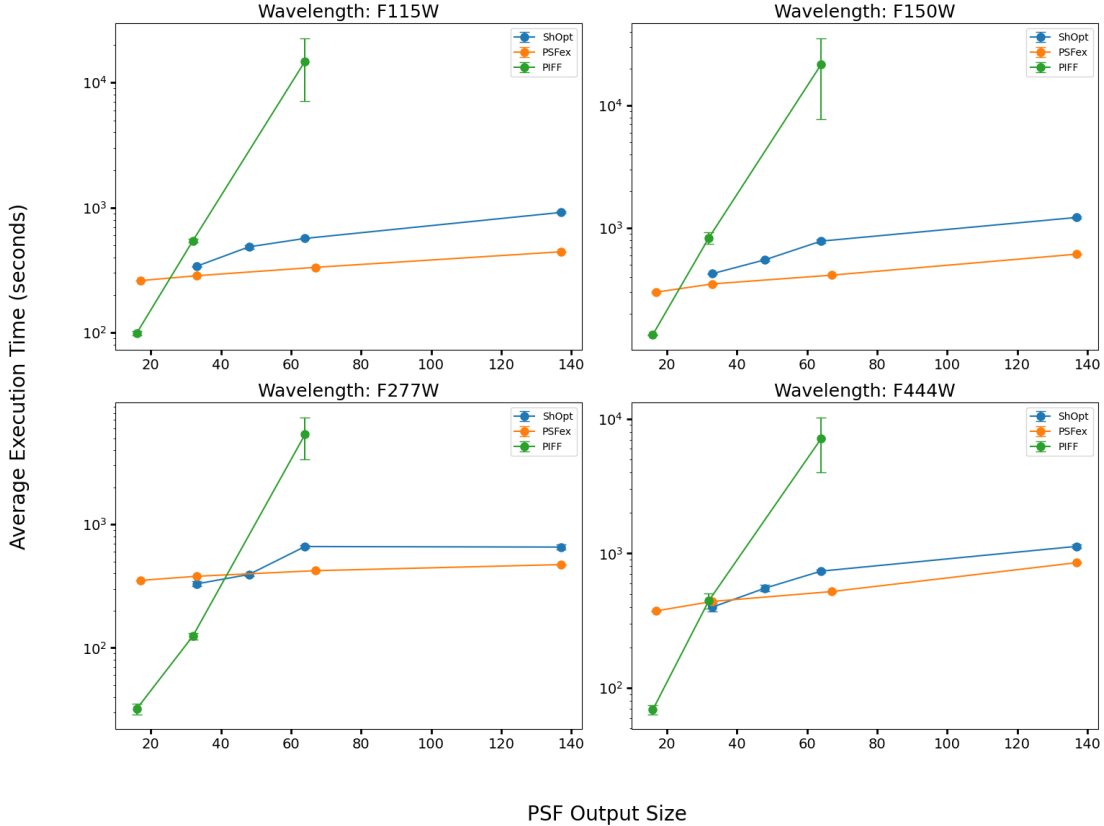 Wavelength: F115W
ShOpt
PSFex
PIFF
10^4
10^3
10^2
20 40 60 80 100 120 140
Wavelength: F150W
ShOpt
PSFex
PIFF
10^4
10^3
20 40 60 80 100 120 140
Wavelength: F277W
ShOpt
PSFex
PIFF
10^3
10^2
20 40 60 80 100 120 140
Wavelength: F444W
ShOpt
PSFex
PIFF
10^4
10^3
10^2
20 40 60 80 100 120 140
Average Execution Time (seconds)
PSF Output Size